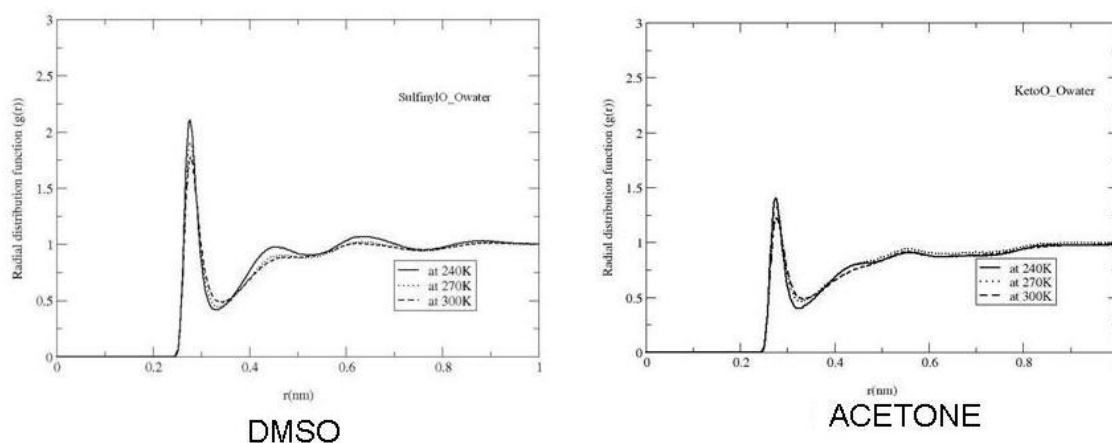 3
2.5
2
1.5
1
0.5
0
0 0.2 0.4 0.6 0.8 1
Radial distribution function (g(r))
r(nm)
SulfinylO_Owater
at 240K
at 270K
at 300K
DMSO
3
2.5
2
1.5
1
0.5
0
0 0.2 0.4 0.6 0.8
Radial distribution function (g(r))
r(nm)
KetoO_Owater
at 240K
at 270K
at 300K
ACETONE